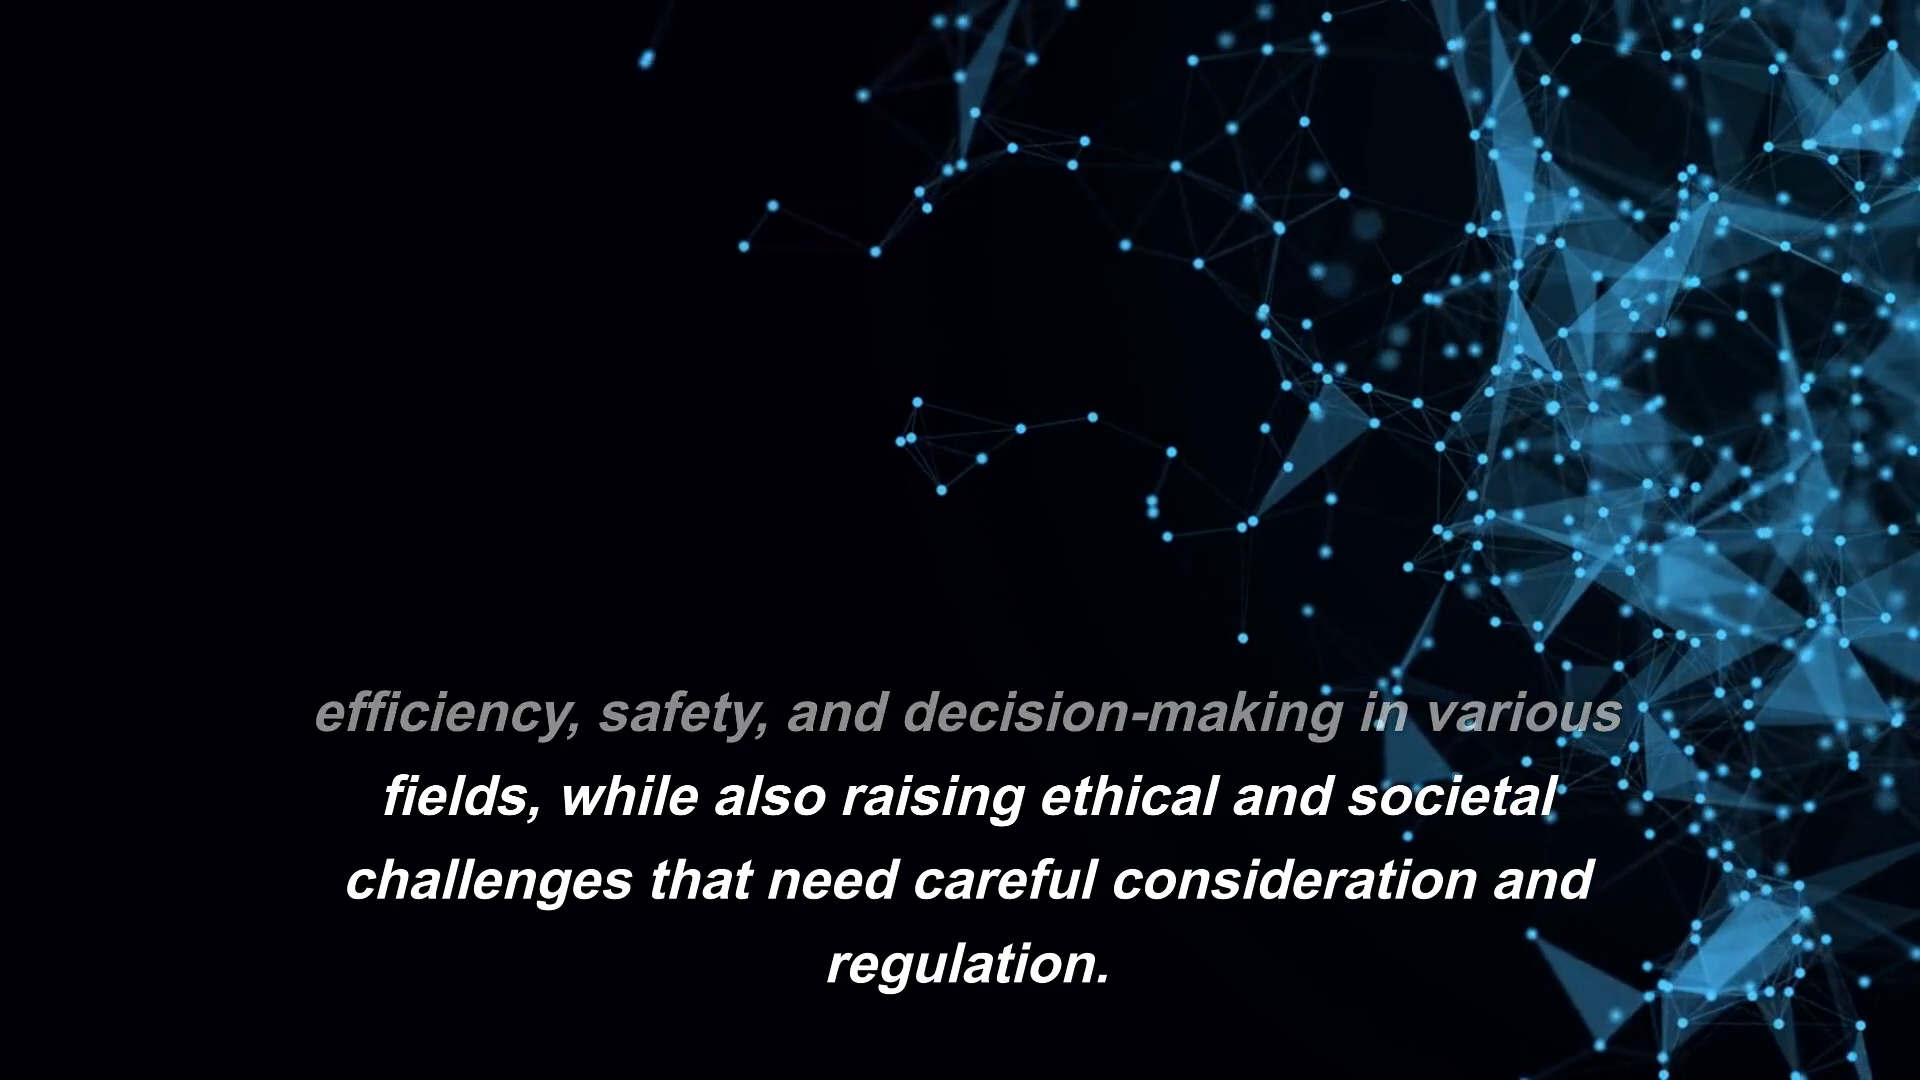 efficiency, safety, and decision-making in various
fields, while also raising ethical and societal
challenges that need careful consideration and
regulation.